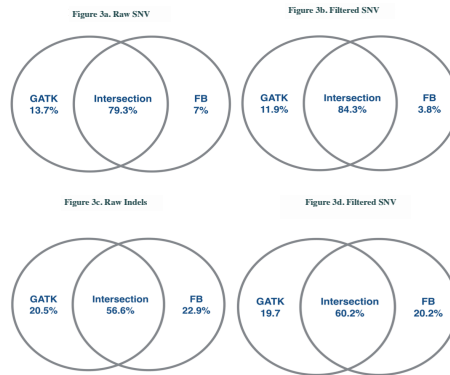 Figure 3a. Raw SNV
GATK
13.7%
Intersection
79.3%
FB
7%
Figure 3b. Filtered SNV
GATK
11.9%
Intersection
84.3%
FB
3.8%
Figure 3c. Raw Indels
GATK
20.5%
Intersection
56.6%
FB
22.9%
Figure 3d. Filtered SNV
GATK
19.7
Intersection
60.2%
FB
20.2%